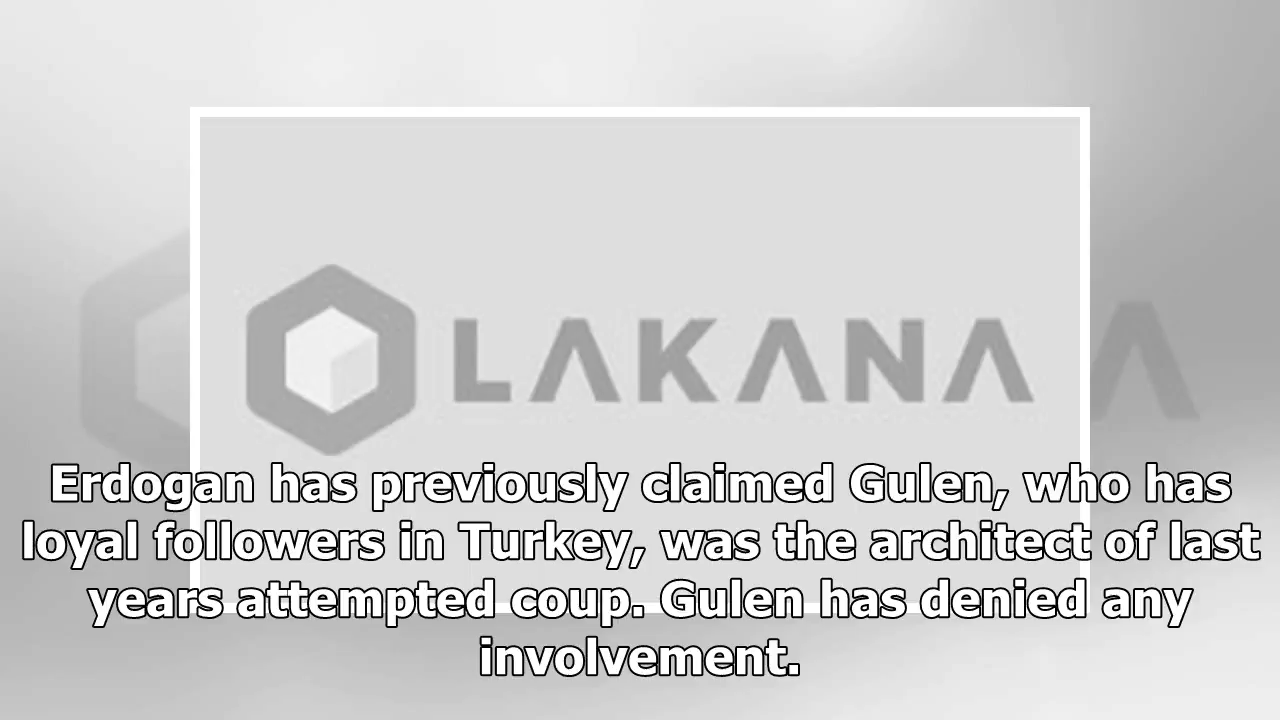 LAKANA
Erdogan has previously claimed Gulen, who has
loyal followers in Turkey, was the architect of last
years attempted coup. Gulen has denied any
involvement.